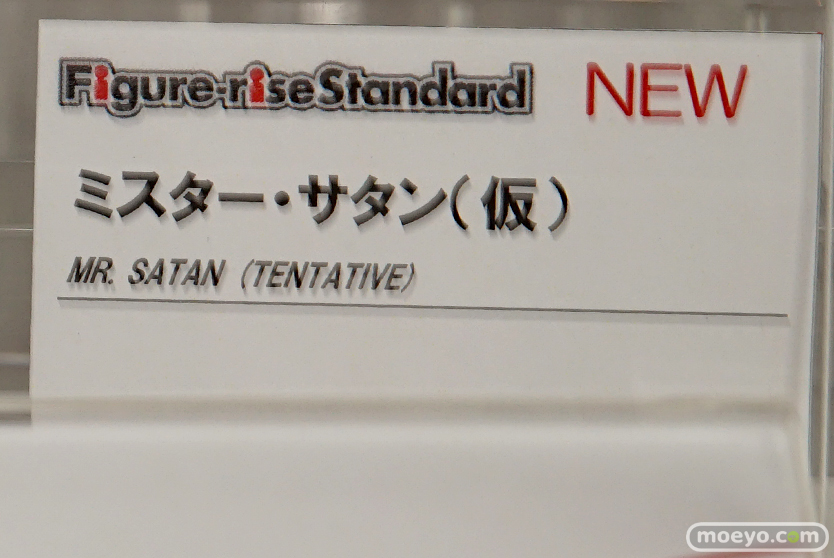 Figure-riseStandard NEW
ミスター・サタン(仮)
MR. SATAN (TENTATIVE)
moeyo.com